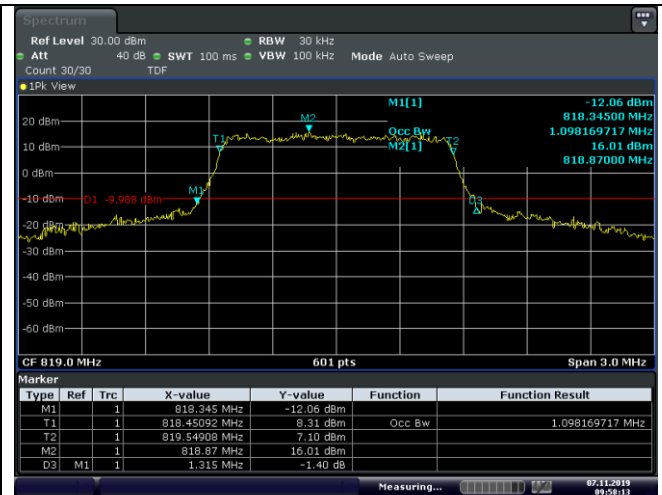 Spectrum
Ref Level 30.00 dBm RBW 30 kHz
Att 40 dB SWT 100 ms VBW 100 kHz Mode Auto Sweep
Count 30/30 TDF
1Pk View
M1[1] -12.06 dBm
818.34500 MHz
Occ Bw 1.098169717 MHz
M2[1] 16.01 dBm
818.87000 MHz
20 dBm
10 dBm
0 dBm
-10 dBm
-20 dBm
-30 dBm
-40 dBm
-50 dBm
-60 dBm
D1 -9.988 dBm
M1
T1
M2
T2
D3
CF 819.0 MHz 601 pts Span 3.0 MHz
Marker
Type Ref Trc X-value Y-value Function Function Result
M1 1 818.345 MHz -12.06 dBm
T1 1 818.45092 MHz 8.31 dBm Occ Bw 1.098169717 MHz
T2 1 819.54908 MHz 7.10 dBm
M2 1 818.87 MHz 16.01 dBm
D3 M1 1 1.315 MHz -1.40 dB
Measuring... 07.11.2019
09:58:13